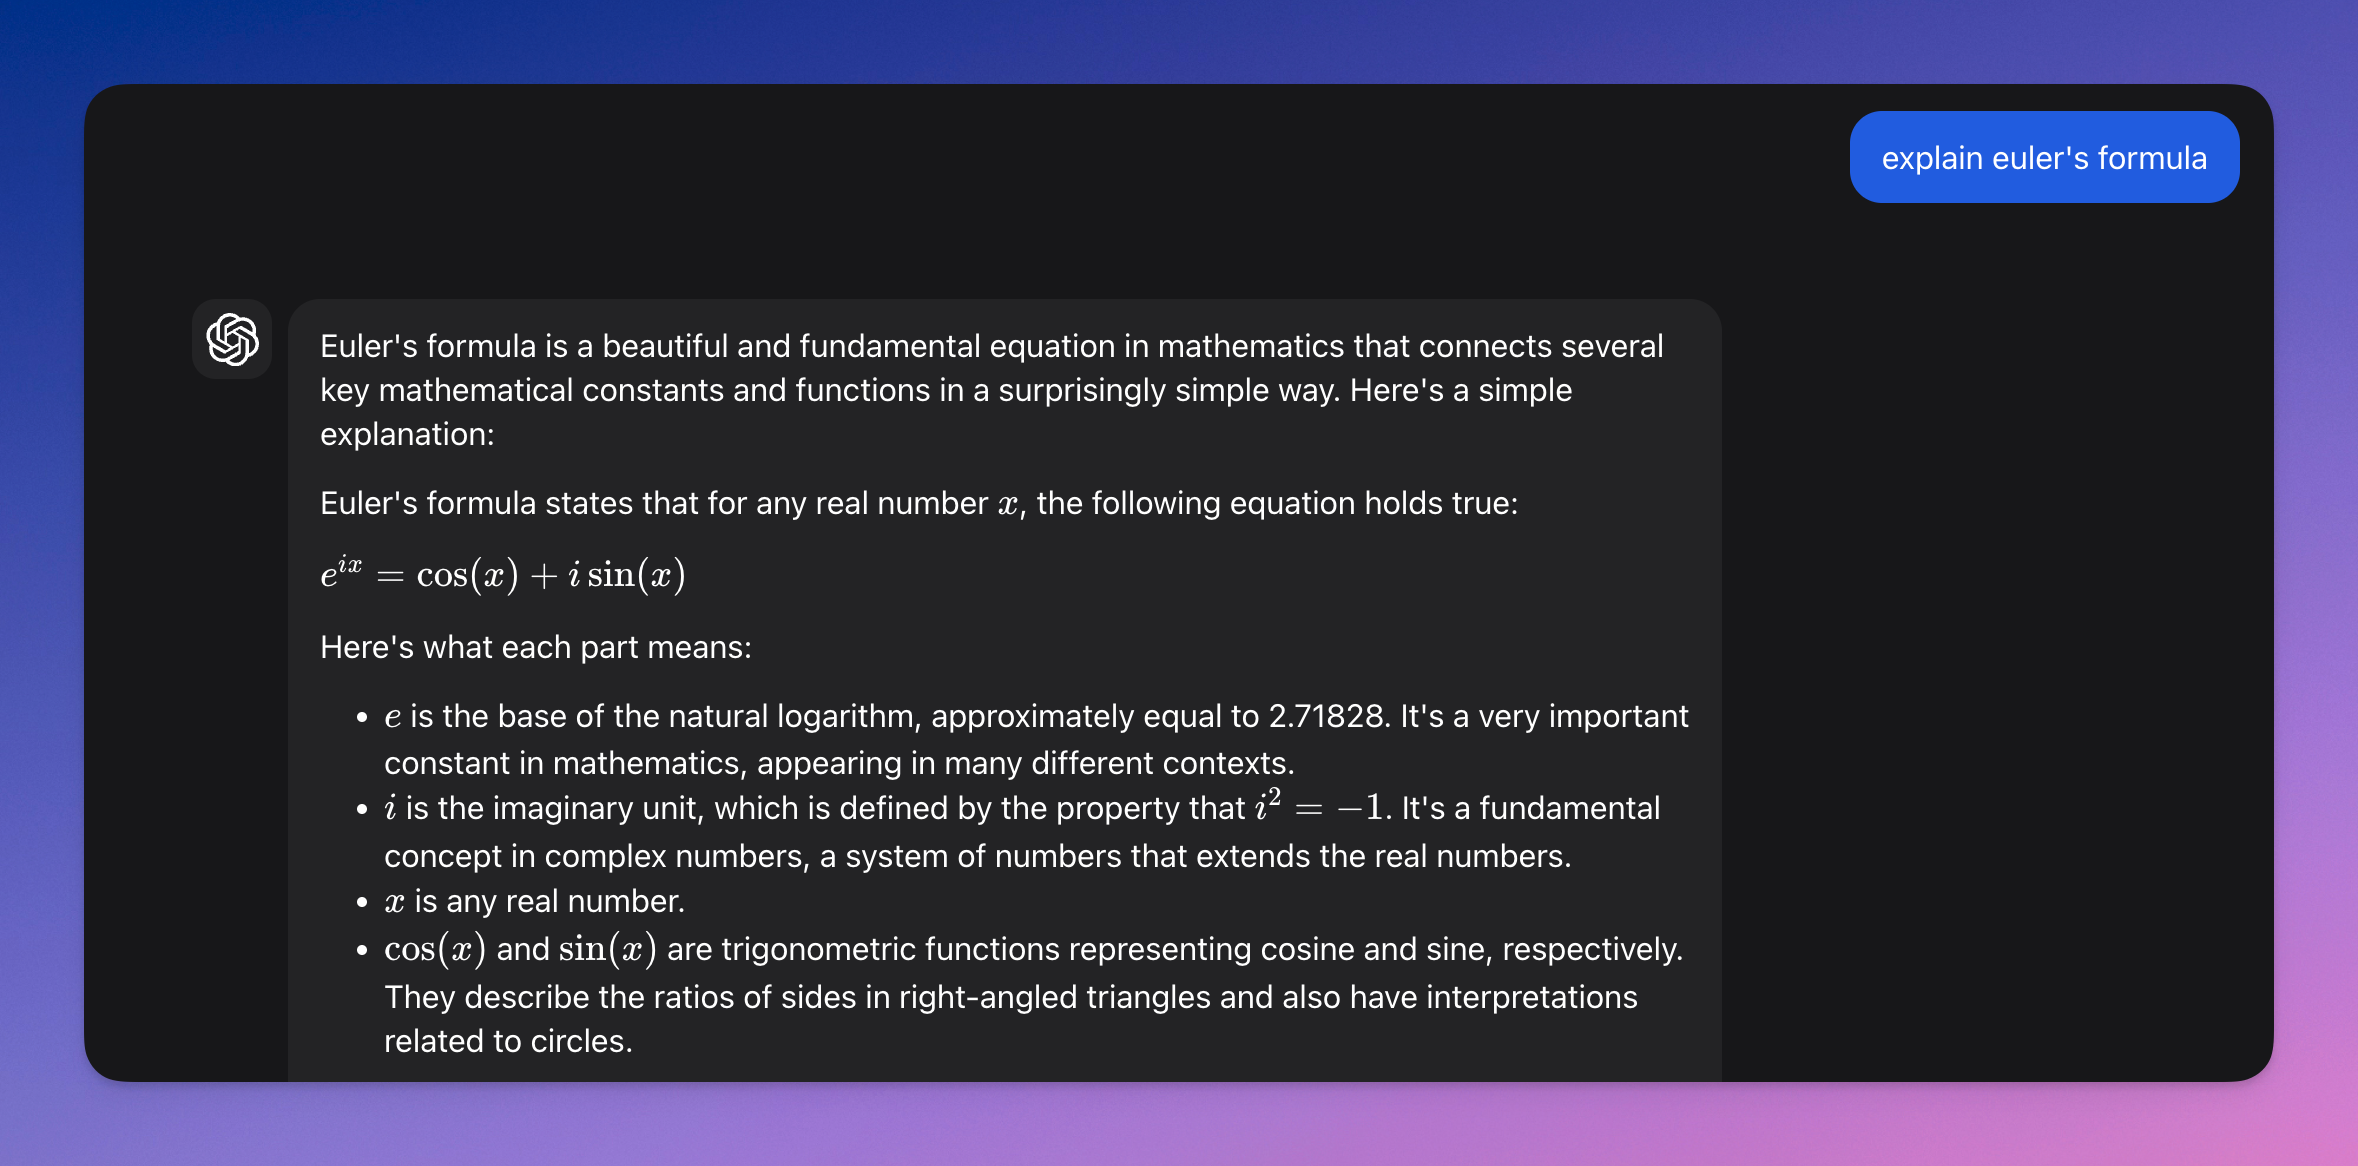 explain euler's formula
Euler's formula is a beautiful and fundamental equation in mathematics that connects several
key mathematical constants and functions in a surprisingly simple way. Here's a simple
explanation:
Euler's formula states that for any real number x, the following equation holds true:
e^{ix} = cos(x) + i sin(x)
Here's what each part means:
• e is the base of the natural logarithm, approximately equal to 2.71828. It's a very important
constant in mathematics, appearing in many different contexts.
• i is the imaginary unit, which is defined by the property that i² = −1. It's a fundamental
concept in complex numbers, a system of numbers that extends the real numbers.
• x is any real number.
• cos(x) and sin(x) are trigonometric functions representing cosine and sine, respectively.
They describe the ratios of sides in right-angled triangles and also have interpretations
related to circles.